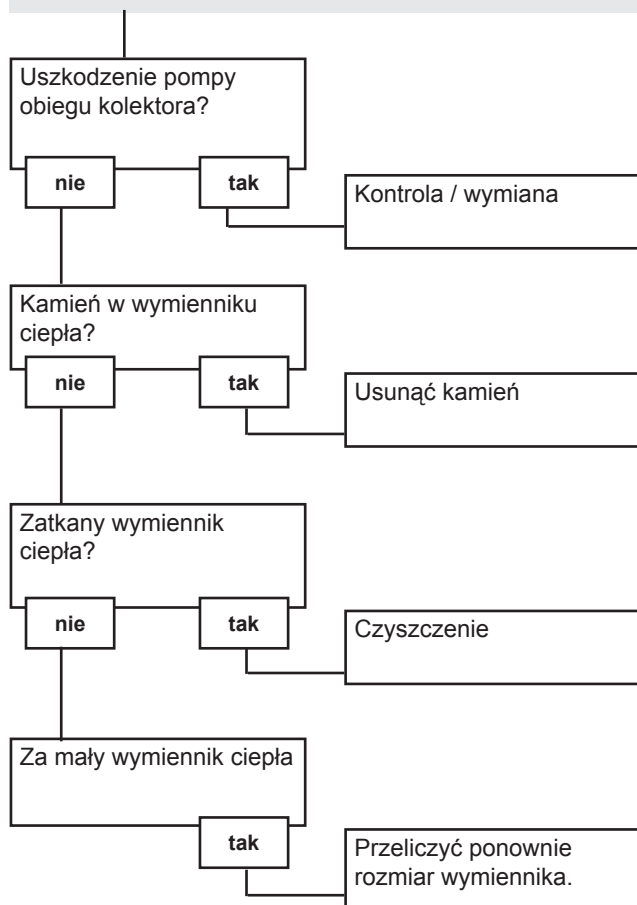 Uszkodzenie pompy
obiegu kolektora?
nie
tak
Kontrola / wymiana
Kamień w wymienniku
ciepła?
nie
tak
Usunąć kamień
Zatkany wymiennik
ciepła?
nie
tak
Czyszczenie
Za mały wymiennik ciepła
tak
Przeliczyć ponownie
rozmiar wymiennika.